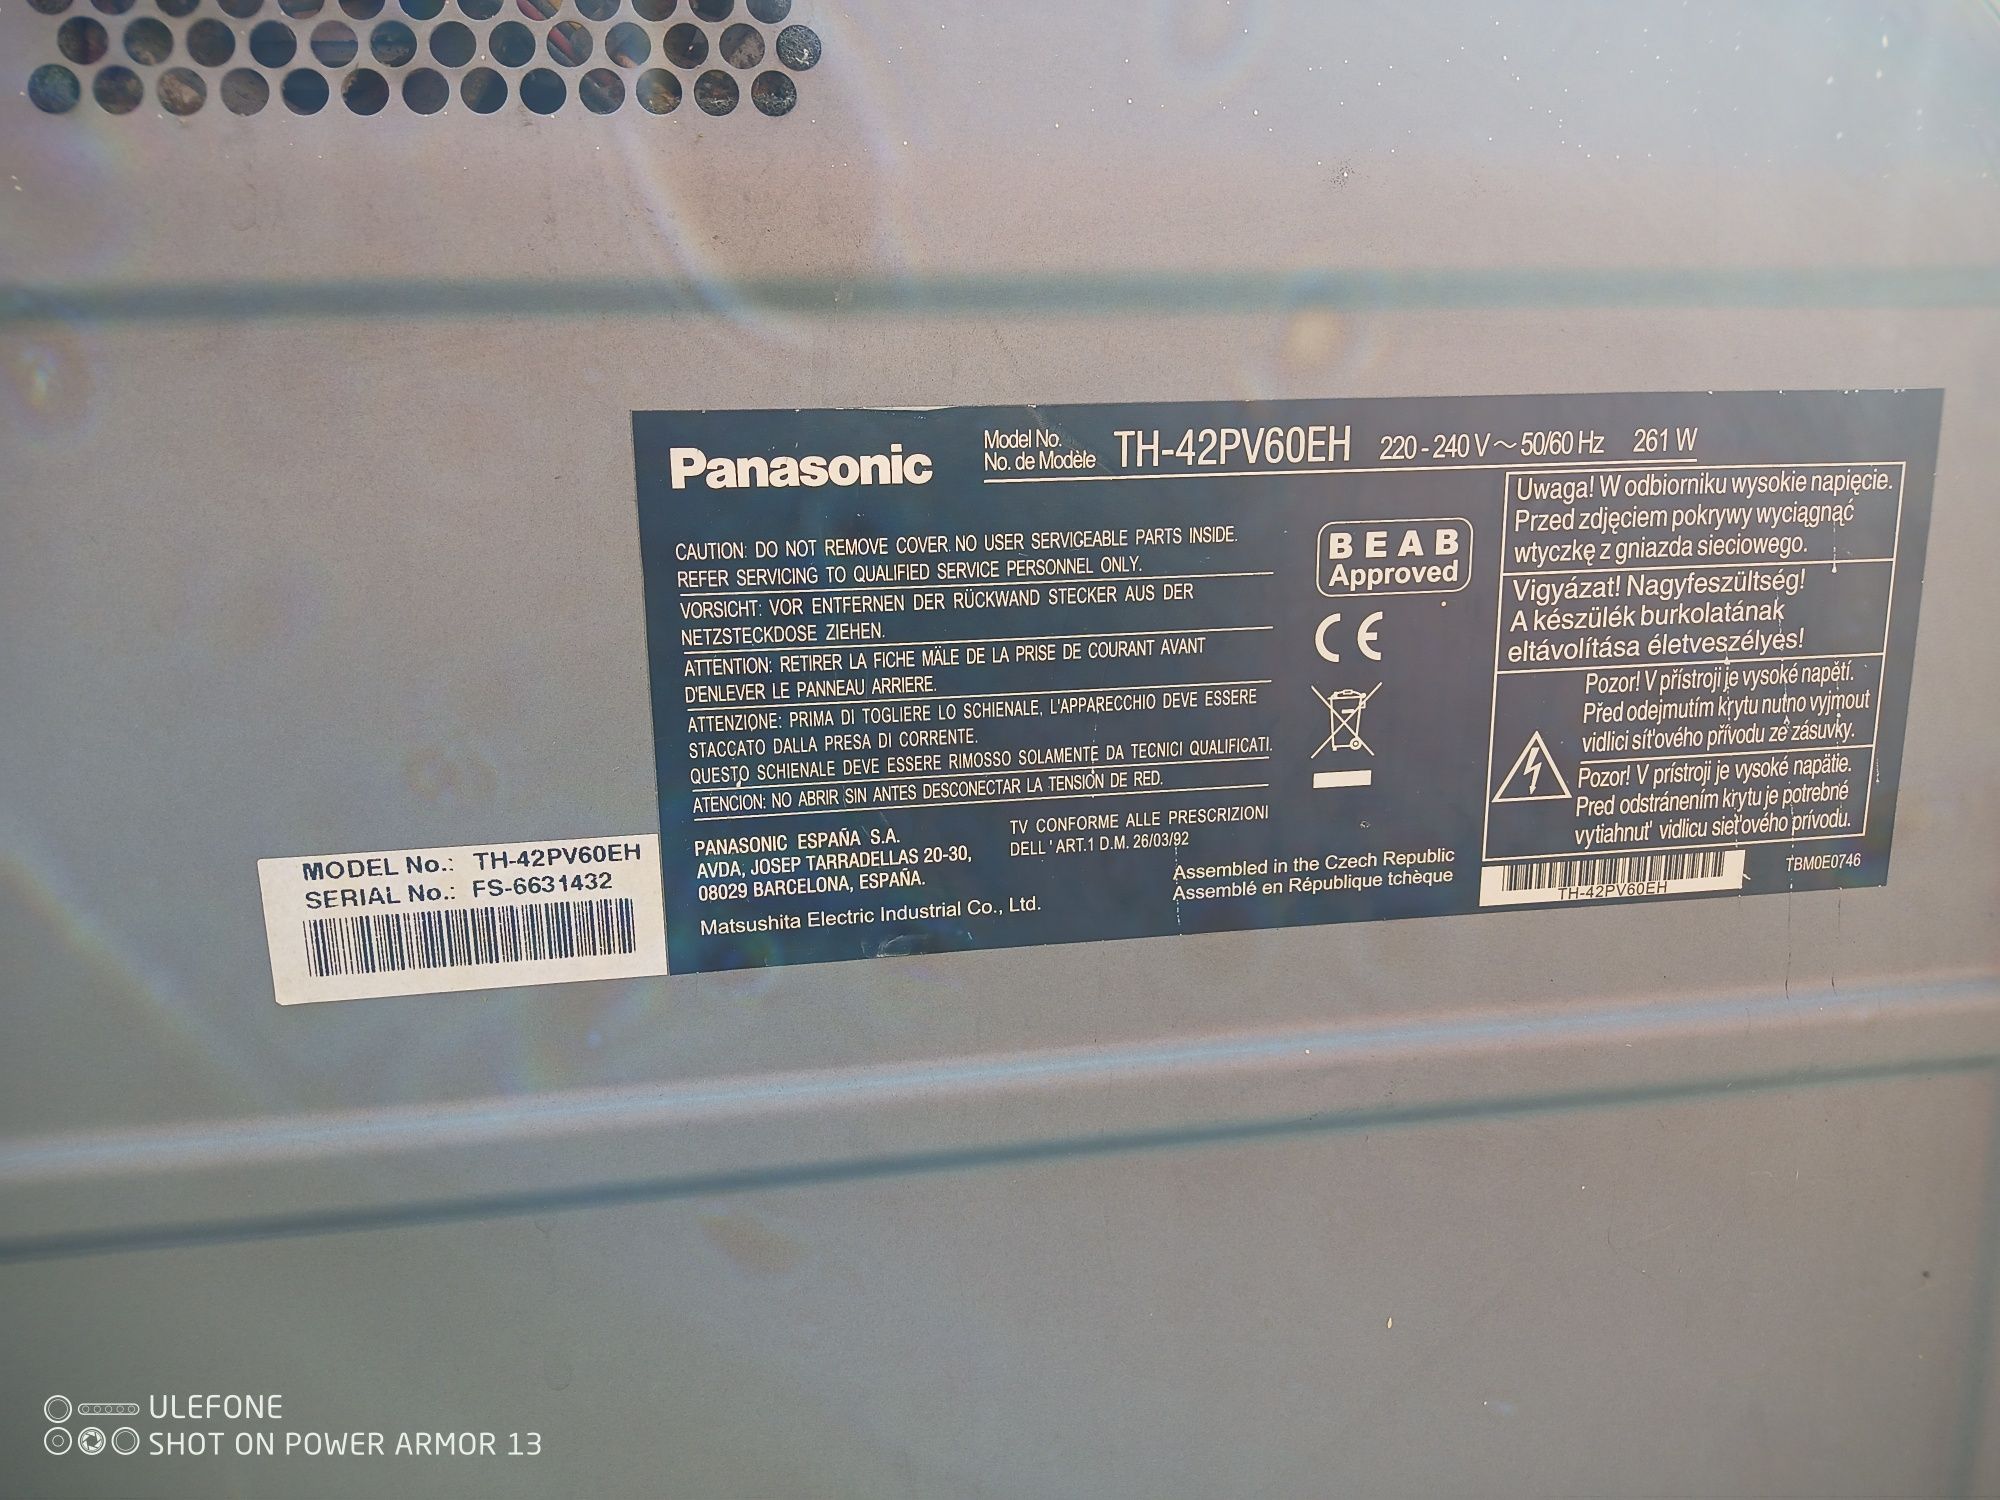 Panasonic
Model No.
No. de Modèle
TH-42PV60EH 220-240 V ~ 50/60 Hz 261 W
CAUTION: DO NOT REMOVE COVER. NO USER SERVICEABLE PARTS INSIDE.
REFER SERVICING TO QUALIFIED SERVICE PERSONNEL ONLY.
VORSICHT: VOR ENTFERNEN DER RÜCKWAND STECKER AUS DER
NETZSTECKDOSE ZIEHEN.
ATTENTION: RETIRER LA FICHE MÄLE DE LA PRISE DE COURANT AVANT
D'ENLEVER LE PANNEAU ARRIERE.
ATTENZIONE: PRIMA DI TOGLIERE LO SCHIENALE, L'APPARECCHIO DEVE ESSERE
STACCATO DALLA PRESA DI CORRENTE.
QUESTO SCHIENALE DEVE ESSERE RIMOSSO SOLAMENTE DA TECNICI QUALIFICATI.
ATENCION: NO ABRIR SIN ANTES DESCONECTAR LA TENSIÓN DE RED.
PANASONIC ESPAÑA S.A.
AVDA, JOSEP TARRADELLAS 20-30,
08029 BARCELONA, ESPAÑA.
Matsushita Electric Industrial Co., Ltd.
TV CONFORME ALLE PRESCRIZIONI
DELL'ART.1 D.M. 26/03/92
Assembled in the Czech Republic
Assemblé en République tchèque
BEAB
Approved
CE
Uwaga! W odbiorniku wysokie napięcie.
Przed zdjęciem pokrywy wyciągnąć
wtyczkę z gniazda sieciowego.
Vigyázat! Nagyfeszültség!
A készülék burkolatának
eltávolítása életveszélyes!
Pozor! V přístroji je vysoké napětí.
Před odejmutím krytu nutno vyjmout
vidlici síťového přívodu ze zásuvky.
Pozor! V prístroji je vysoké napätie.
Pred odstránením krytu je potrebné
vytiahnuť vidlicu sieťového prívodu.
TH-42PV60EH
TBM0E0746
MODEL No.: TH-42PV60EH
SERIAL No.: FS-6631432
ULEFONE
SHOT ON POWER ARMOR 13